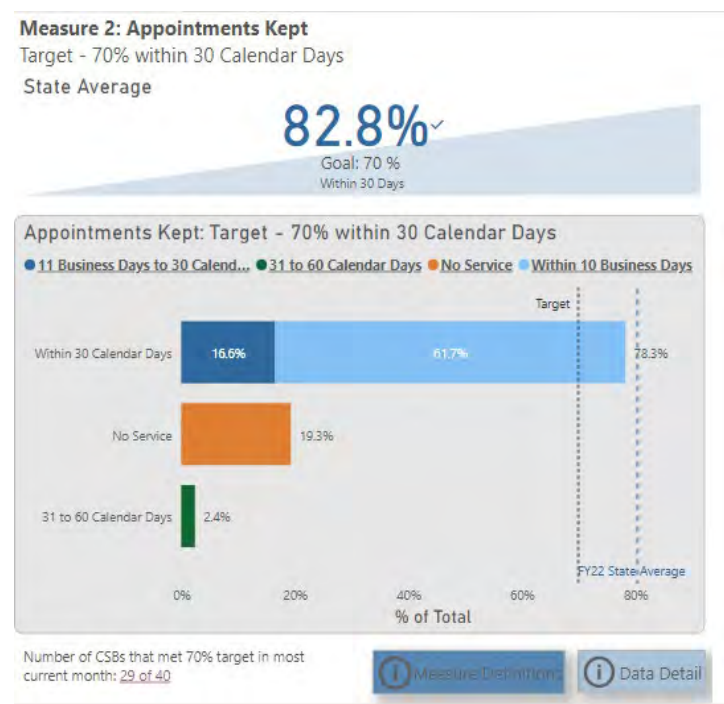 Measure 2: Appointments Kept
Target - 70% within 30 Calendar Days
State Average
82.8%✓
Goal: 70 %
Within 30 Days
Appointments Kept: Target - 70% within 30 Calendar Days
11 Business Days to 30 Calend... 31 to 60 Calendar Days No Service Within 10 Business Days
Target
Within 30 Calendar Days 16.6% 61.7% 78.3%
No Service 19.3%
31 to 60 Calendar Days 2.4%
FY22 State Average
0% 20% 40% 60% 80%
% of Total
Number of CSBs that met 70% target in most
current month: 29 of 40
Measure Definitions
Data Detail